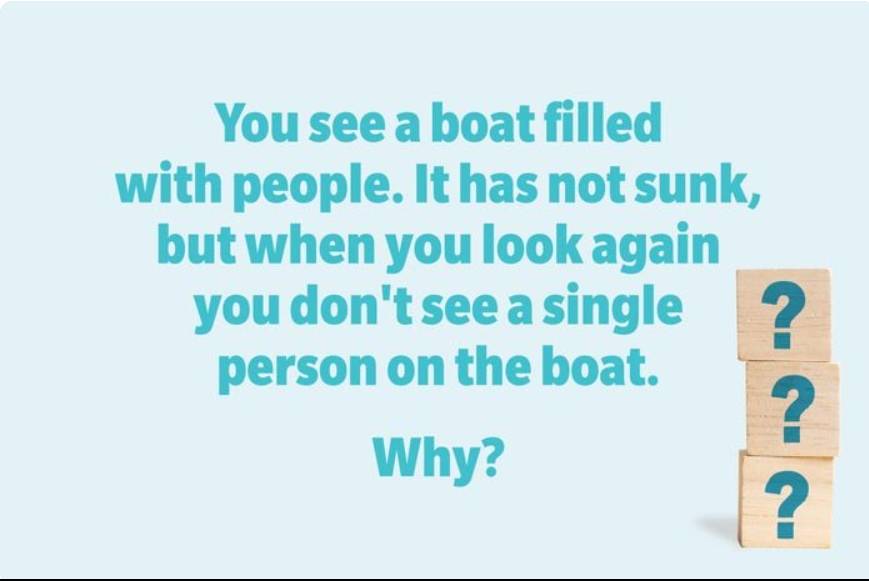 You see a boat filled
with people. It has not sunk,
but when you look again
you don't see a single
person on the boat.
Why?
?
?
?